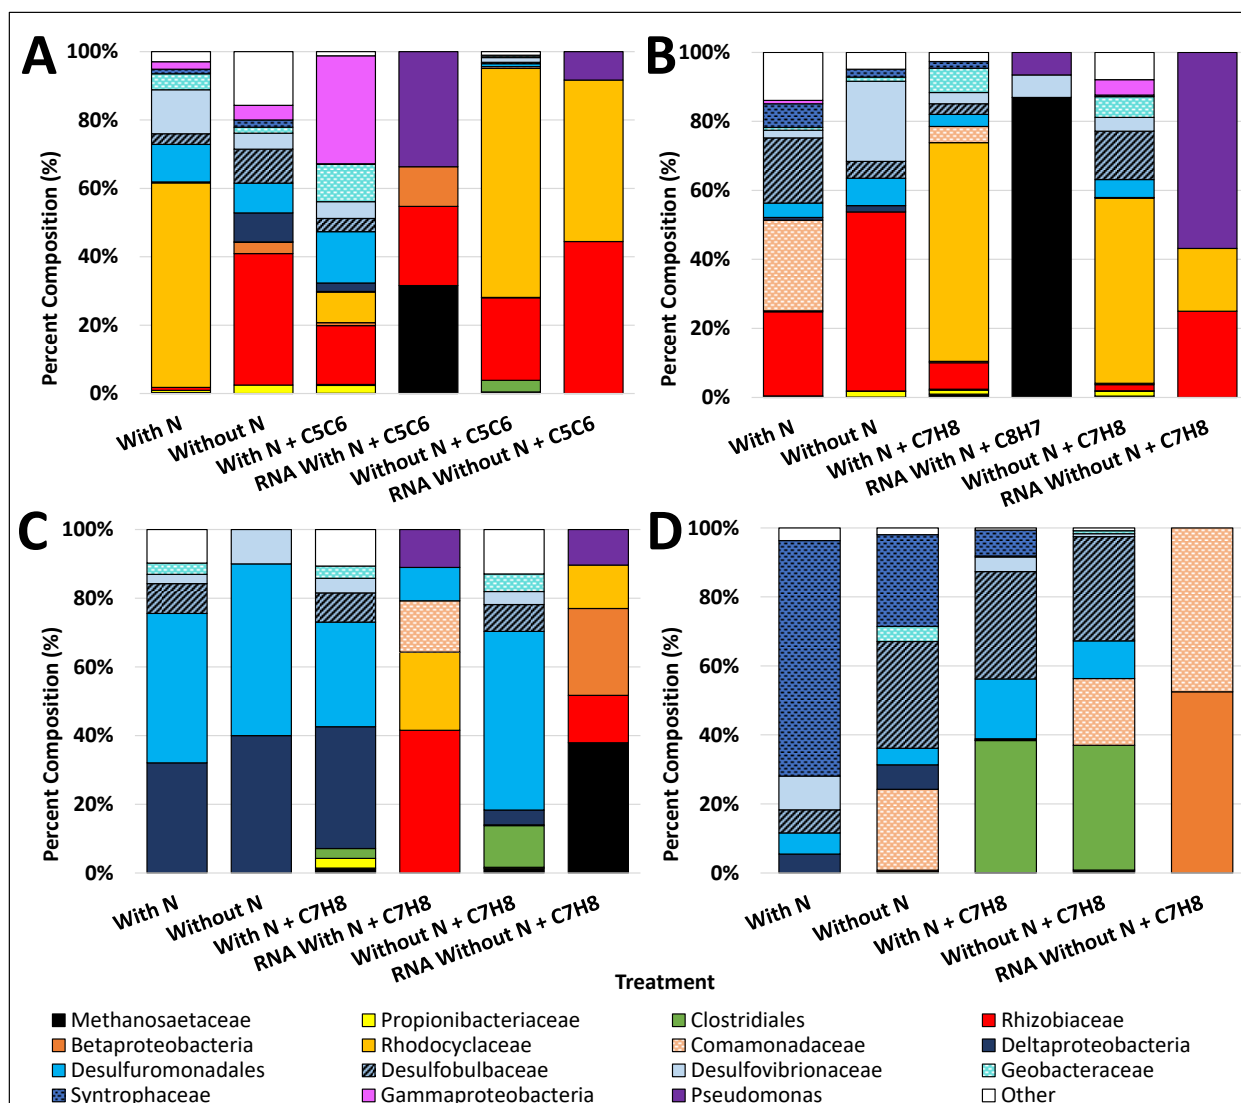 A
B
100%
80%
60%
40%
20%
0%
Percent Composition (%)
With N
Without N
With N + C5C6
RNA With N + C5C6
Without N + C5C6
RNA Without N + C5C6
100%
80%
60%
40%
20%
0%
Percent Composition (%)
With N
Without N
With N + C7H8
RNA With N + C8H7
Without N + C7H8
RNA Without N + C7H8
C
D
100%
80%
60%
40%
20%
0%
Percent Composition (%)
With N
Without N
With N + C7H8
RNA With N + C7H8
Without N + C7H8
RNA Without N + C7H8
100%
80%
60%
40%
20%
0%
Percent Composition (%)
With N
Without N
With N + C7H8
Without N + C7H8
RNA Without N + C7H8
Treatment
Methanosaetaceae Propionibacteriaceae Clostridiales Rhizobiaceae
Betaproteobacteria Rhodocyclaceae Comamonadaceae Deltaproteobacteria
Desulfuromonadales Desulfobulbaceae Desulfovibrionaceae Geobacteraceae
Syntrophaceae Gammaproteobacteria Pseudomonas Other